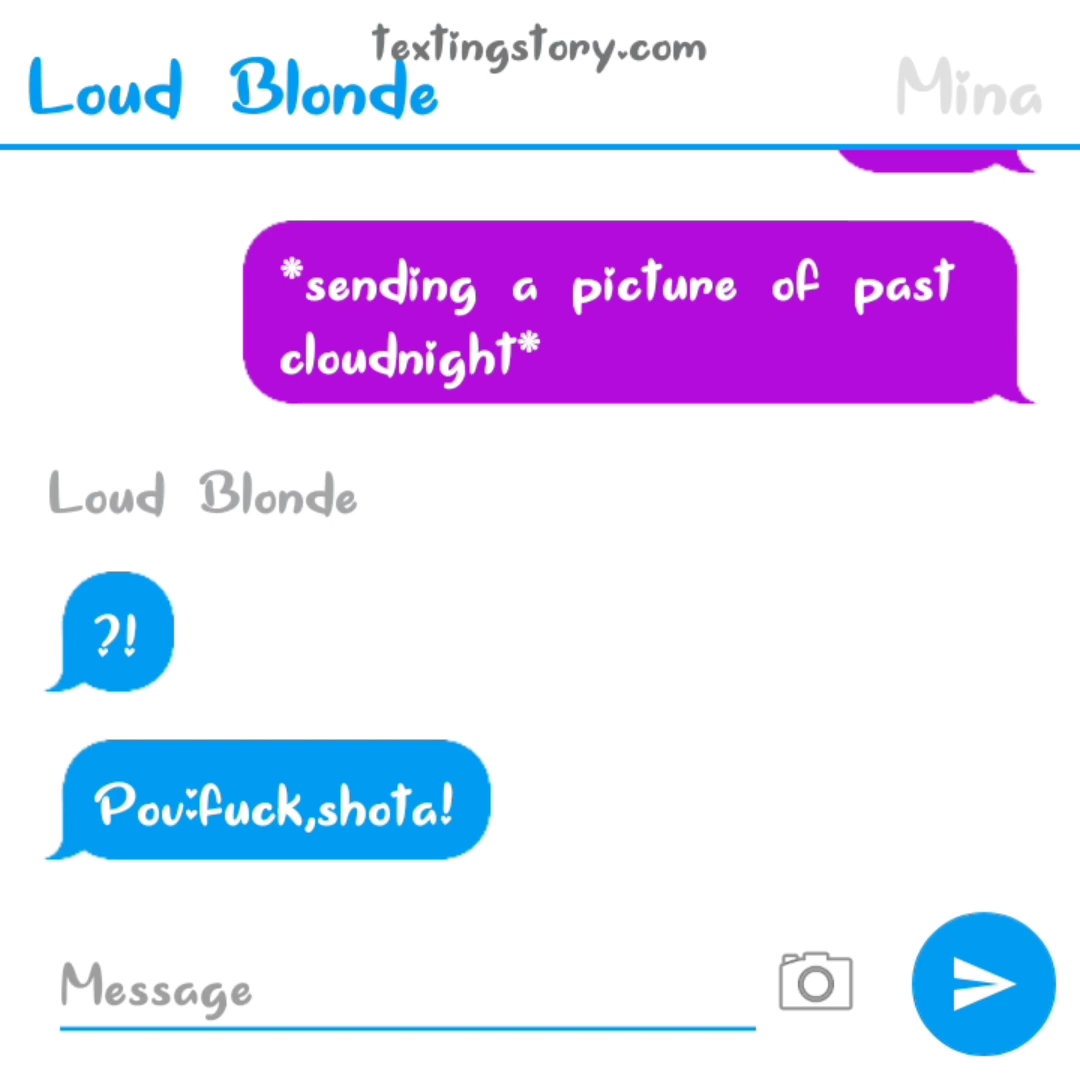 textingstory.com
Loud Blonde
Mina
*sending a picture of past
cloudnight*
Loud Blonde
?!
Pov:fuck,shota!
Message